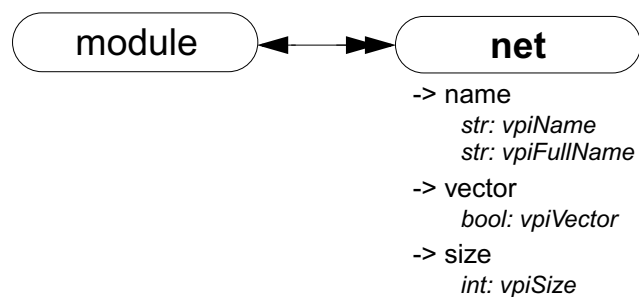 module
net
-> name
str: vpiName
str: vpiFullName
-> vector
bool: vpiVector
-> size
int: vpiSize